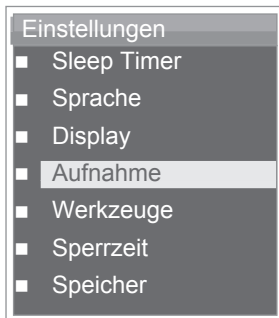 Einstellungen
Sleep Timer
Sprache
Display
Aufnahme
Werkzeuge
Sperrzeit
Speicher